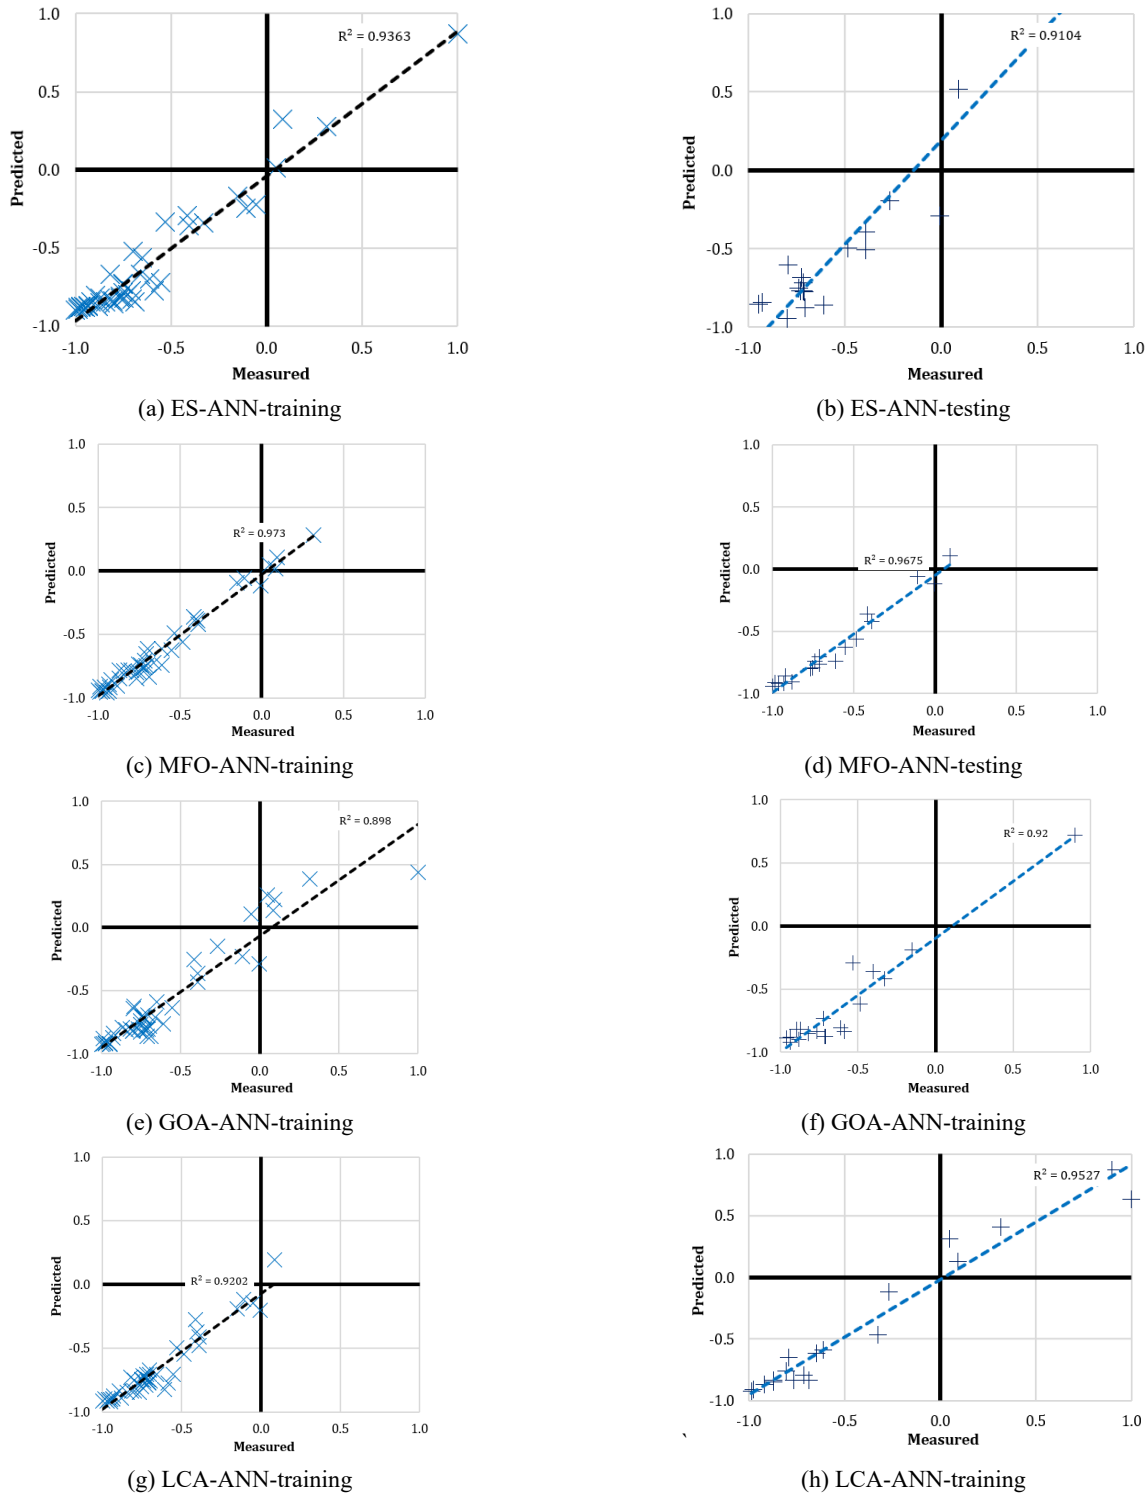 1.0
0.5
0.0
-0.5
-1.0
Predicted
R² = 0.9363
-1.0 -0.5 0.0 0.5 1.0
Measured
(a) ES-ANN-training
1.0
0.5
0.0
-0.5
-1.0
Predicted
R² = 0.9104
-1.0 -0.5 0.0 0.5 1.0
Measured
(b) ES-ANN-testing
1.0
0.5
0.0
-0.5
-1.0
Predicted
R² = 0.973
-1.0 -0.5 0.0 0.5 1.0
Measured
(c) MFO-ANN-training
1.0
0.5
0.0
-0.5
-1.0
Predicted
R² = 0.9675
-1.0 -0.5 0.0 0.5 1.0
Measured
(d) MFO-ANN-testing
1.0
0.5
0.0
-0.5
-1.0
Predicted
R² = 0.898
-1.0 -0.5 0.0 0.5 1.0
Measured
(e) GOA-ANN-training
1.0
0.5
0.0
-0.5
-1.0
Predicted
R² = 0.92
-1.0 -0.5 0.0 0.5 1.0
Measured
(f) GOA-ANN-training
1.0
0.5
0.0
-0.5
-1.0
Predicted
R² = 0.9202
-1.0 -0.5 0.0 0.5 1.0
Measured
(g) LCA-ANN-training
1.0
0.5
0.0
-0.5
-1.0
Predicted
R² = 0.9527
-1.0 -0.5 0.0 0.5 1.0
Measured
`
(h) LCA-ANN-training